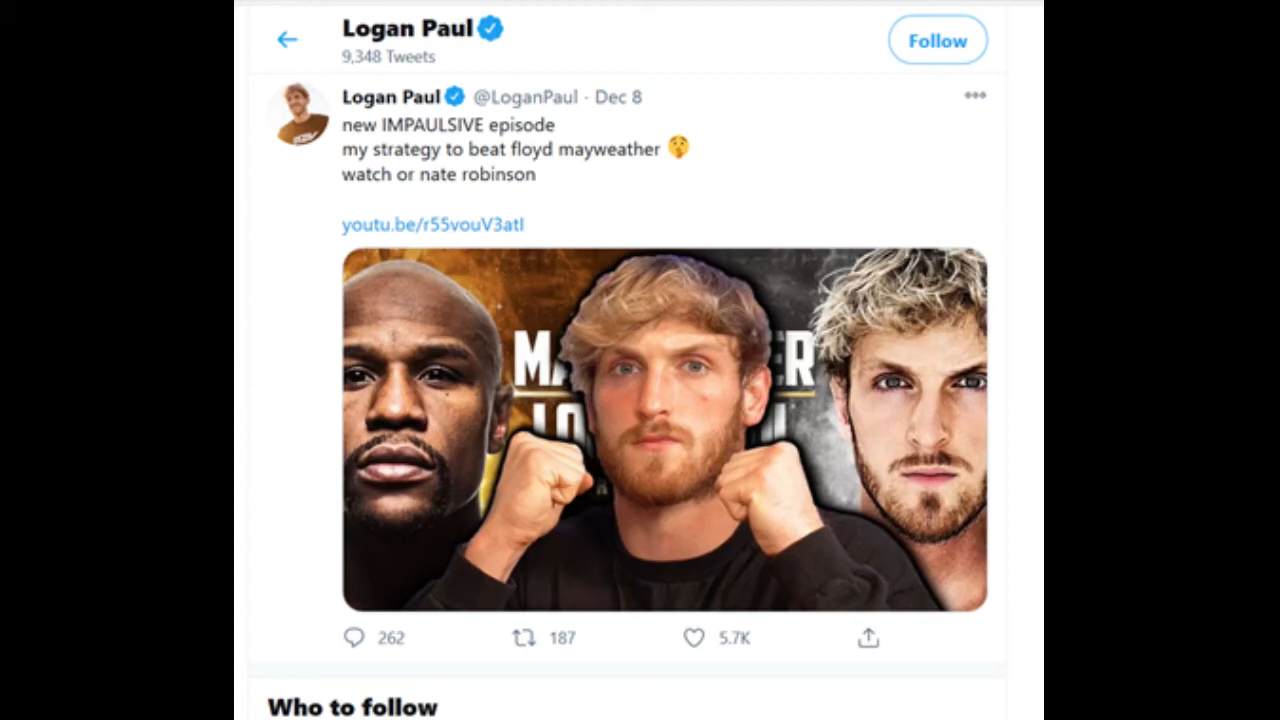 Logan Paul
9,348 Tweets
Follow
Logan Paul @LoganPaul · Dec 8
new IMPAULSIVE episode
my strategy to beat floyd mayweather 🤫
watch or nate robinson
youtu.be/r55vouV3atI
262
187
5.7K
Who to follow